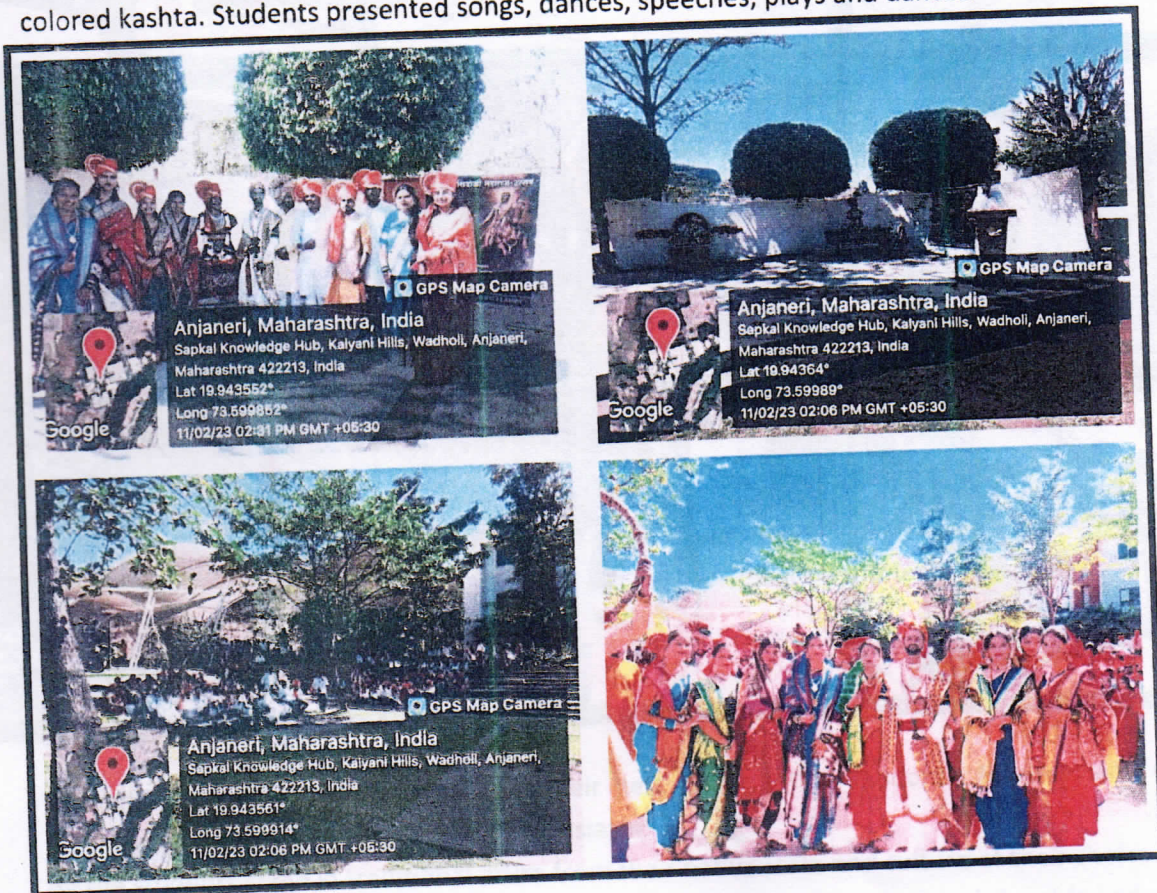 colored kashta. Students presented songs, dances, speeches, plays and
GPS Map Camera
Anjaneri, Maharashtra, India
Sapkal Knowledge Hub, Kalyani Hills, Wadholi, Anjaneri,
Maharashtra 422213, India
Lat 19.943552°
Long 73.599852°
11/02/23 02:31 PM GMT +05:30
Google
GPS Map Camera
Anjaneri, Maharashtra, India
Sapkal Knowledge Hub, Kalyani Hills, Wadholi, Anjaneri,
Maharashtra 422213, India
Lat 19.94364°
Long 73.59989°
11/02/23 02:06 PM GMT +05:30
Google
GPS Map Camera
Anjaneri, Maharashtra, India
Sapkal Knowledge Hub, Kalyani Hills, Wadholi, Anjaneri,
Maharashtra 422213, India
Lat 19.943561°
Long 73.599914°
11/02/23 02:06 PM GMT +05:30
Google